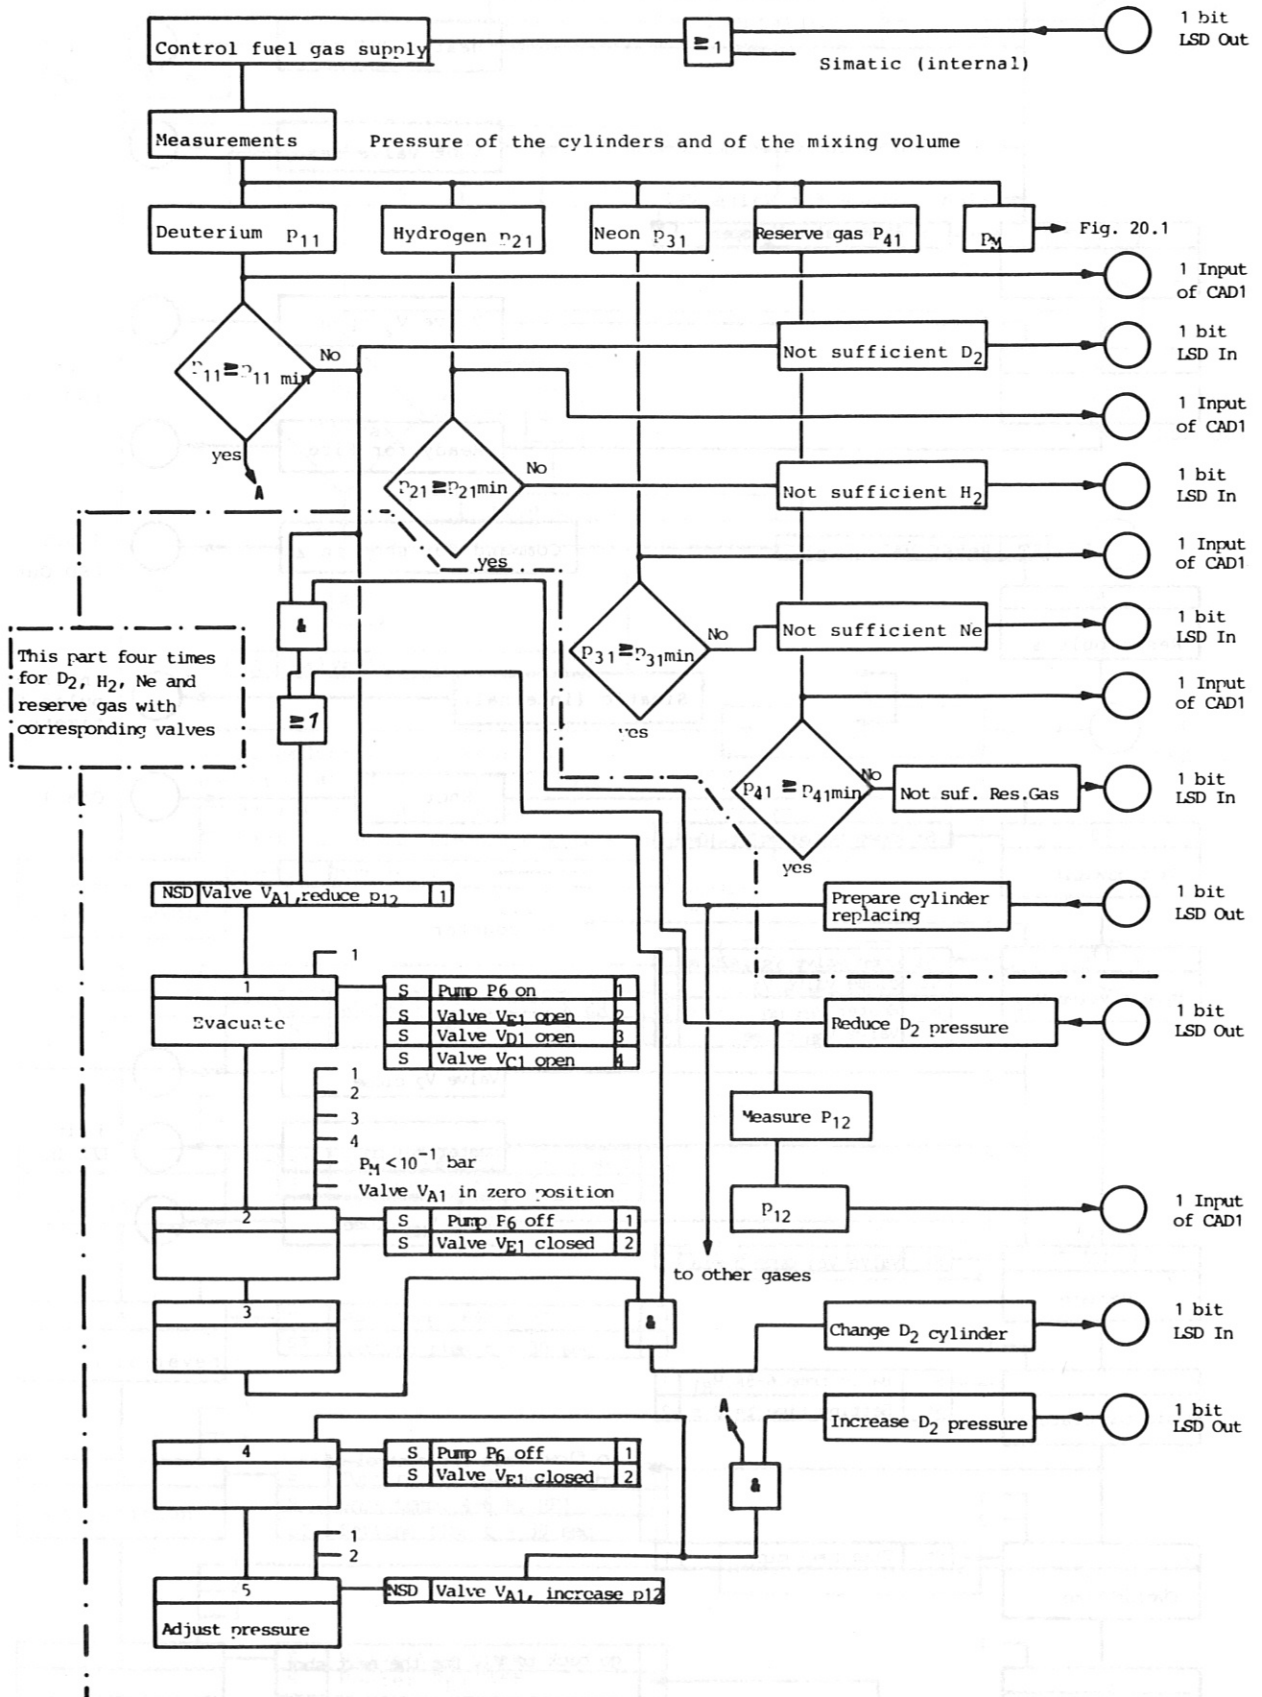 1 bit
LSD Out
Control fuel gas supply
≧1
Simatic (internal)
Measurements
Pressure of the cylinders and of the mixing volume
Deuterium p11
Hydrogen p21
Neon p31
Reserve gas P41
pM
Fig. 20.1
1 Input
of CAD1
p11≧p11 min
No
Not sufficient D2
1 bit
LSD In
yes
A
1 Input
of CAD1
p21≧p21min
No
Not sufficient H2
1 bit
LSD In
yes
1 Input
of CAD1
&
p31≧p31min
No
Not sufficient Ne
1 bit
LSD In
yes
This part four times
for D2, H2, Ne and
reserve gas with
corresponding valves
≧1
1 Input
of CAD1
p41≧p41min
No
Not suf. Res.Gas
1 bit
LSD In
yes
NSD Valve VA1,reduce p12 1
Prepare cylinder
replacing
1 bit
LSD Out
1
1
Evacuate
S Pump P6 on 1
S Valve VE1 open 2
S Valve VD1 open 3
S Valve VC1 open 4
Reduce D2 pressure
1 bit
LSD Out
1
2
3
4
PM<10-1 bar
Valve VA1 in zero position
Measure P12
2
S Pump P6 off 1
S Valve VE1 closed 2
p12
1 Input
of CAD1
to other gases
3
&
Change D2 cylinder
1 bit
LSD In
A
Increase D2 pressure
1 bit
LSD Out
4
S Pump P6 off 1
S Valve VE1 closed 2
&
1
2
5
Adjust pressure
NSD Valve VA1, increase p12